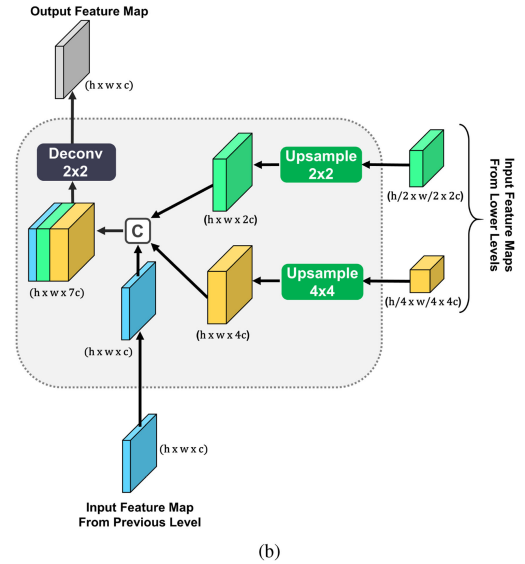 Output Feature Map
(h x w x c)
Deconv
2x2
Upsample
2x2
(h x w x 2c)
(h/2 x w/2 x 2c)
Input Feature Maps
From Lower Levels
C
(h x w x 7c)
(h x w x c)
Upsample
4x4
(h x w x 4c)
(h/4 x w/4 x 4c)
(h x w x c)
Input Feature Map
From Previous Level
(b)